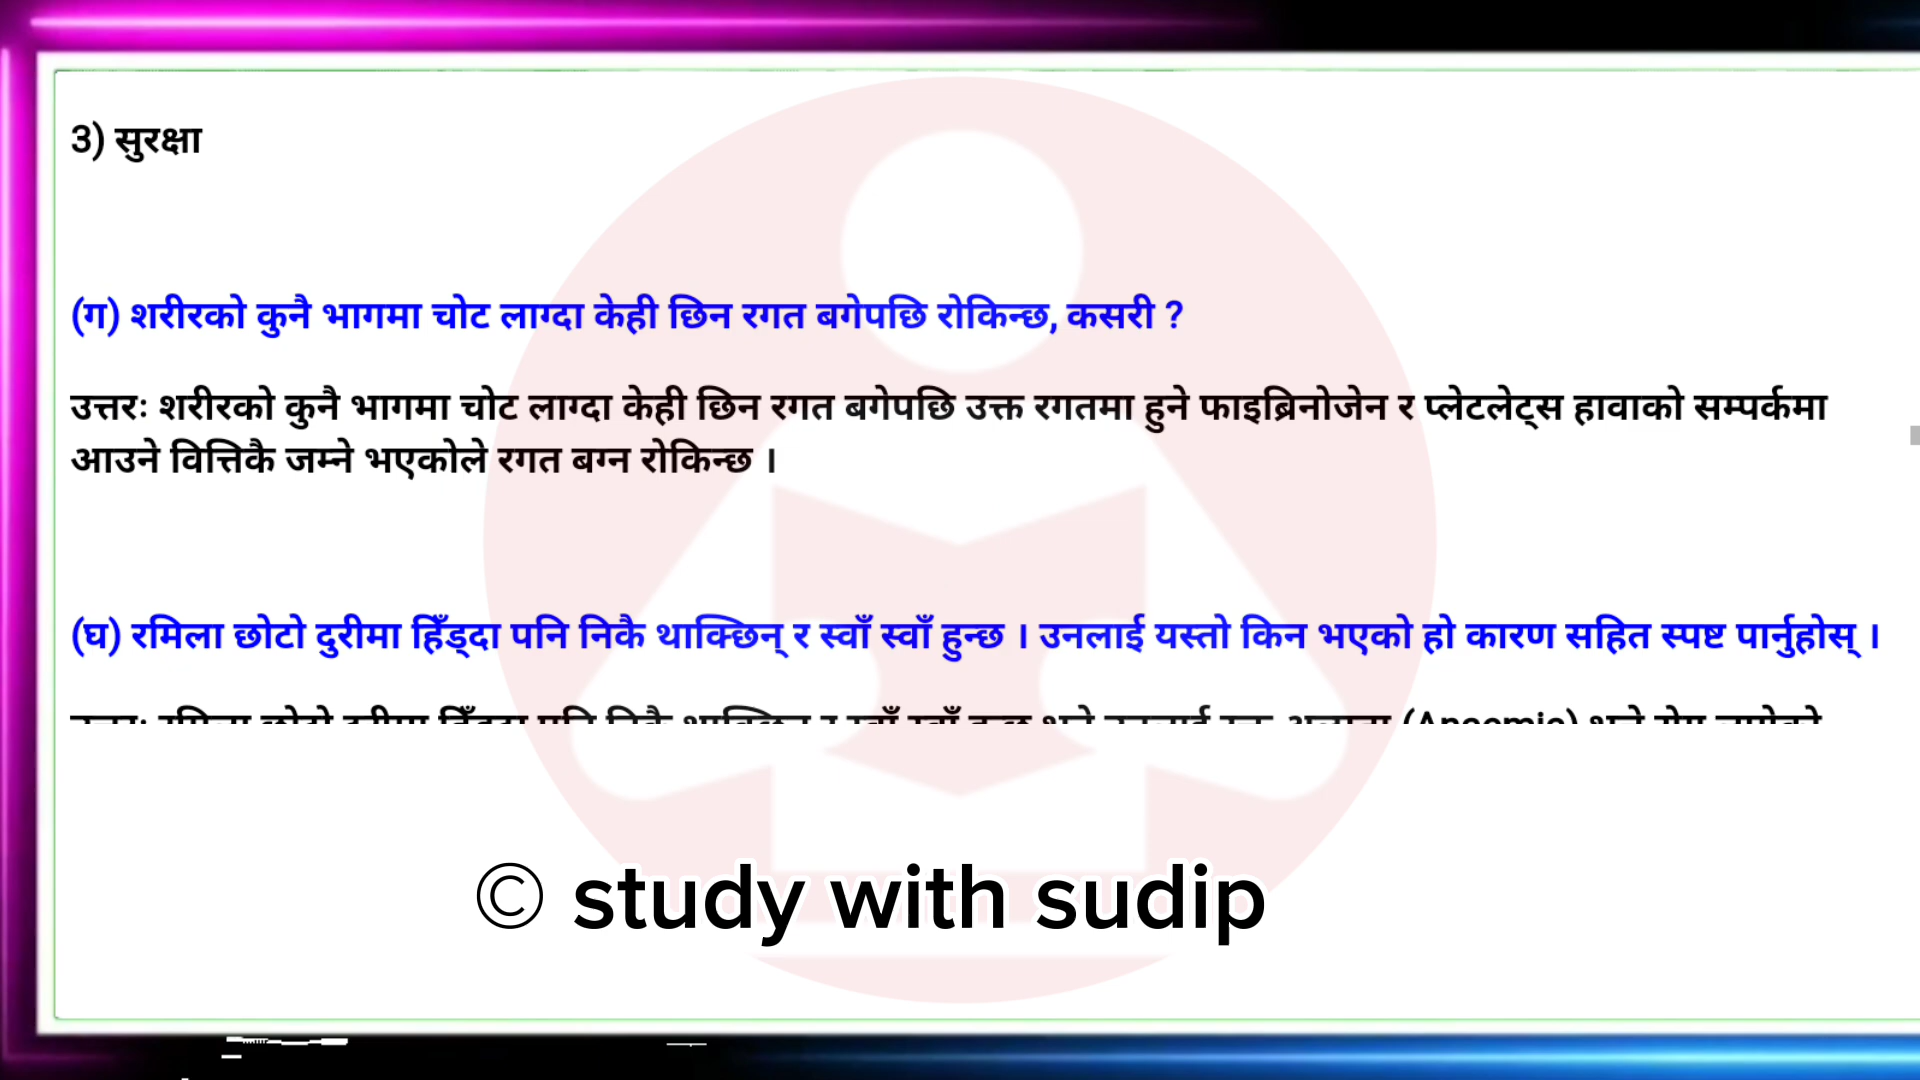 3) सुरक्षा
(ग) शरीरको कुनै भागमा चोट लाग्दा केही छिन रगत बगेपछि रोकिन्छ, कसरी ?
उत्तरः शरीरको कुनै भागमा चोट लाग्दा केही छिन रगत बगेपछि उक्त रगतमा हुने फाइब्रिनोजेन र प्लेटलेट्स हावाको सम्पर्कमा
आउने वित्तिकै जम्ने भएकोले रगत बग्न रोकिन्छ ।
(घ) रमिला छोटो दुरीमा हिँड्दा पनि निकै थाक्छिन् र स्वाँ स्वाँ हुन्छ । उनलाई यस्तो किन भएको हो कारण सहित स्पष्ट पार्नुहोस् ।
© study with sudip